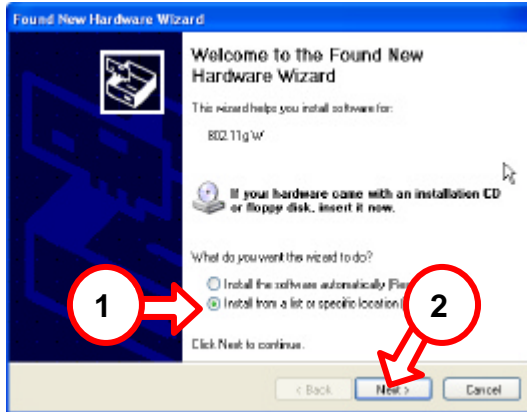 Found New Hardware Wizard
Welcome to the Found New
Hardware Wizard
This wizard helps you install software for:
802.11g W
If your hardware came with an installation CD
or floppy disk, insert it now.
What do you want the wizard to do?
Install the software automatically
Install from a list or specific location
1
2
Click Next to continue.
< Back
Next >
Cancel